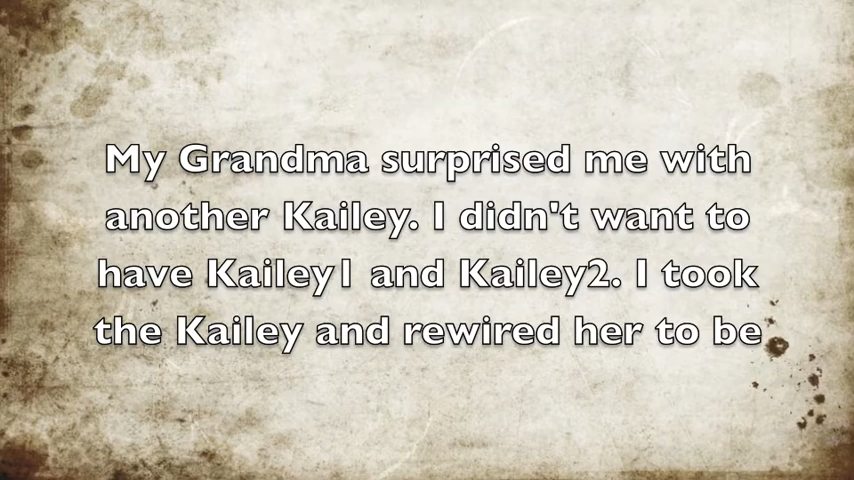 My Grandma surprised me with
another Kailey. I didn't want to
have Kailey1 and Kailey2. I took
the Kailey and rewired her to be